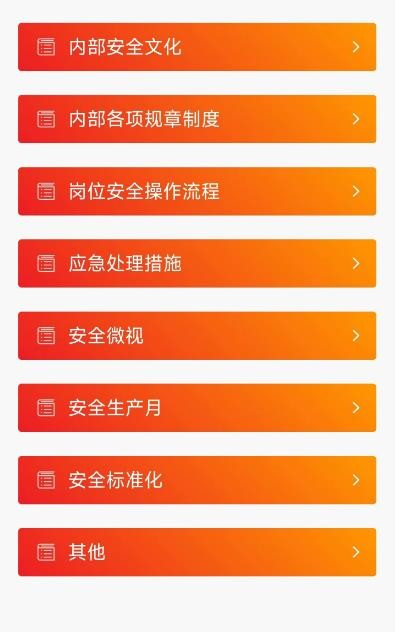 内部安全文化
内部各项规章制度
岗位安全操作流程
应急处理措施
安全微视
安全生产月
安全标准化
其他